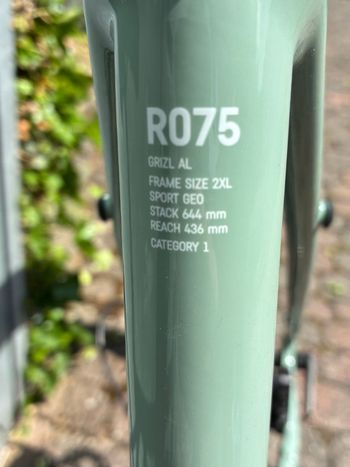 R075
GRIZL AL
FRAME SIZE 2XL
SPORT GEO
STACK 644 mm
REACH 436 mm
CATEGORY 1